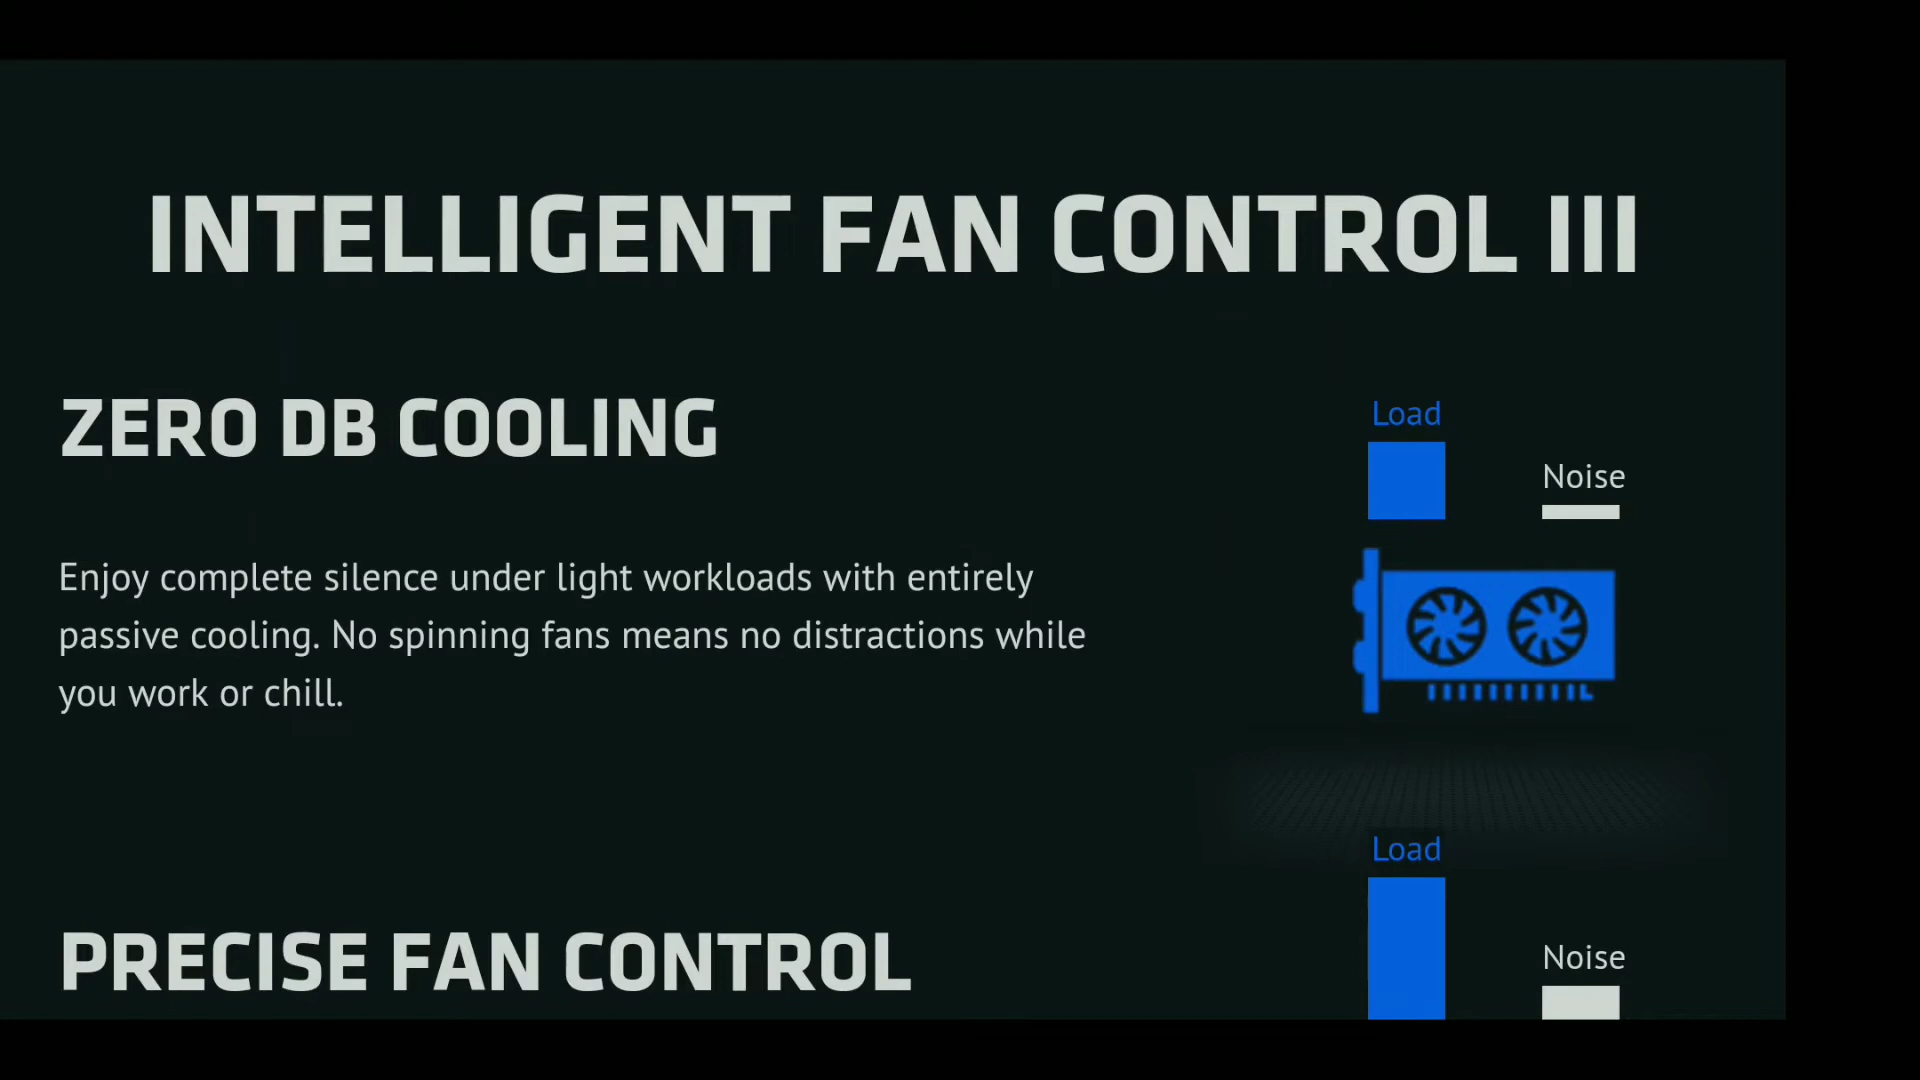 INTELLIGENT FAN CONTROL III
ZERO DB COOLING
Enjoy complete silence under light workloads with entirely
passive cooling. No spinning fans means no distractions while
you work or chill.
Load
Noise
PRECISE FAN CONTROL
Load
Noise